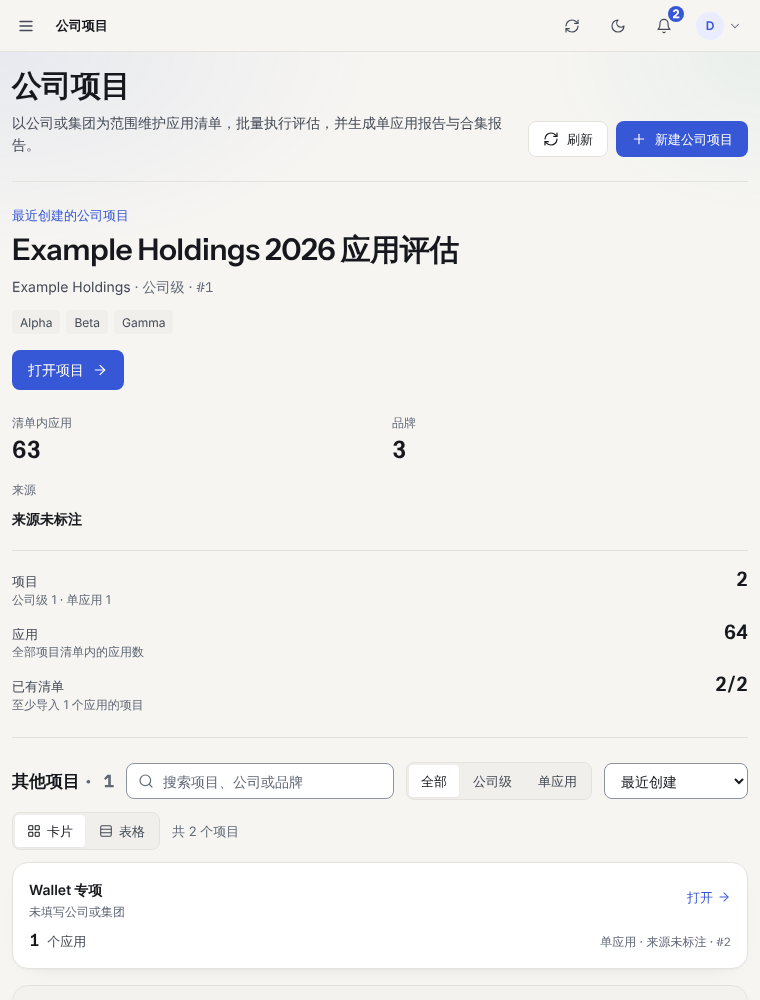 公司项目
2
D
公司项目
以公司或集团为范围维护应用清单，批量执行评估，并生成单应用报告与合集报
告。
刷新
新建公司项目
最近创建的公司项目
Example Holdings 2026 应用评估
Example Holdings · 公司级 · #1
Alpha
Beta
Gamma
打开项目
清单内应用
63
品牌
3
来源
来源未标注
项目
2
公司级 1 · 单应用 1
应用
64
全部项目清单内的应用数
已有清单
2/2
至少导入 1 个应用的项目
其他项目 · 1
搜索项目、公司或品牌
全部
公司级
单应用
最近创建
卡片
表格
共 2 个项目
Wallet 专项
未填写公司或集团
打开
1 个应用
单应用 · 来源未标注 · #2